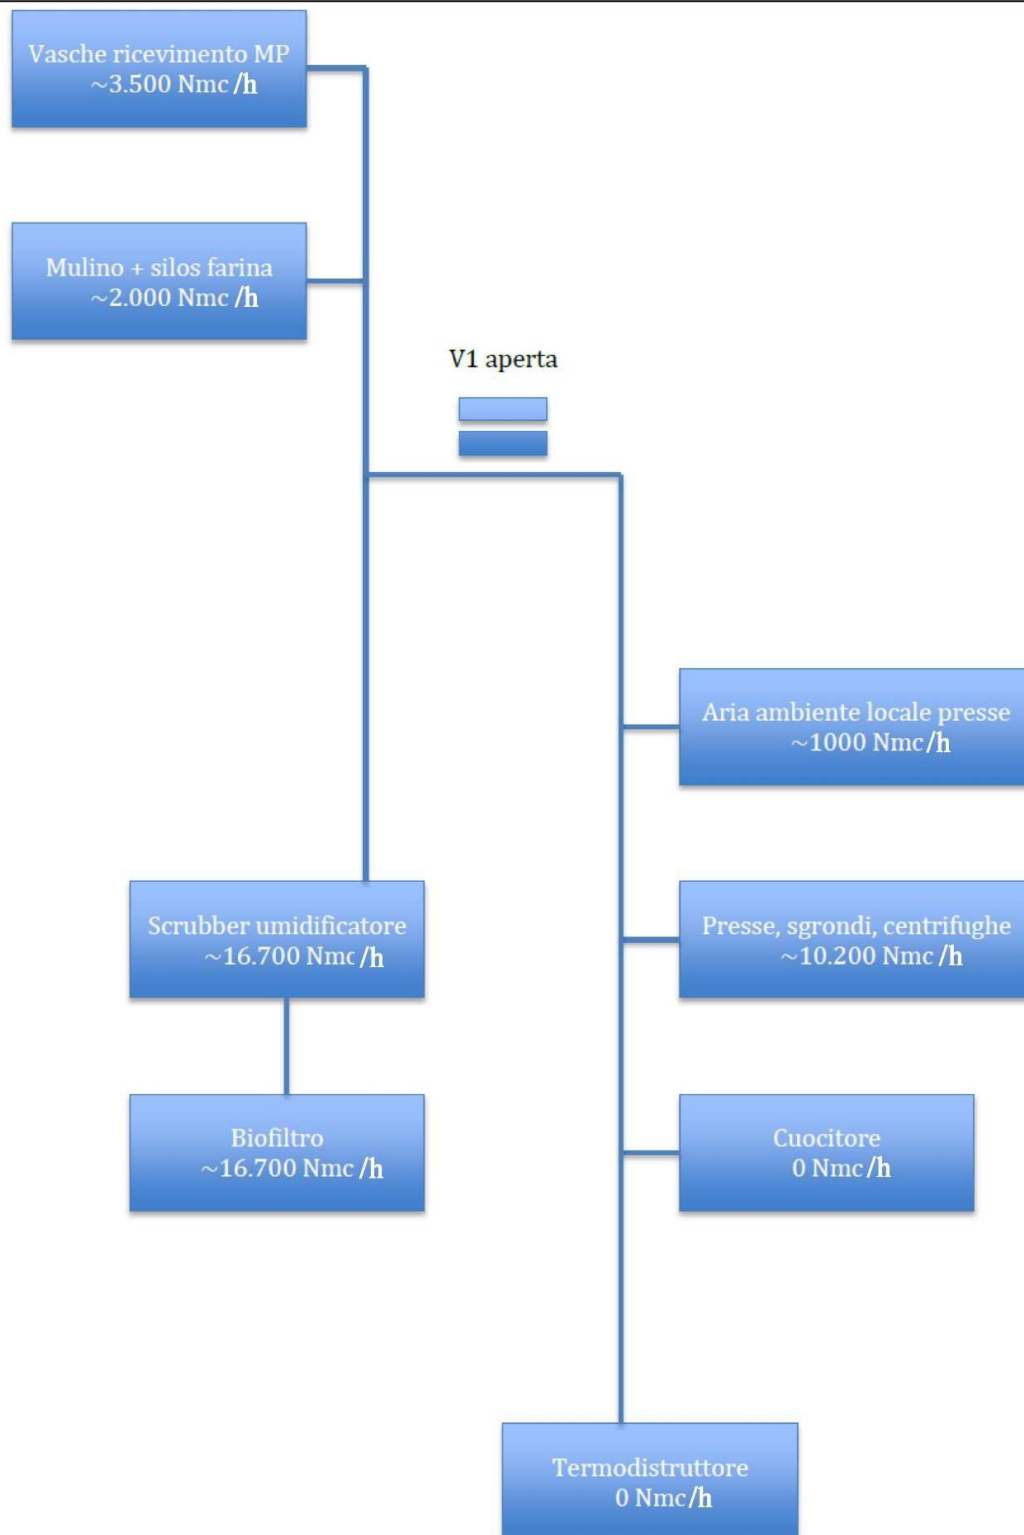 Vasche ricevimento MP
~3.500 Nmc /h
Mulino + silos farina
~2.000 Nmc /h
V1 aperta
Aria ambiente locale presse
~1000 Nmc /h
Scrubber umidificatore
~16.700 Nmc /h
Presse, sgrondi, centrifughe
~10.200 Nmc /h
Biofiltro
~16.700 Nmc /h
Cuocitore
0 Nmc /h
Termodistruttore
0 Nmc /h